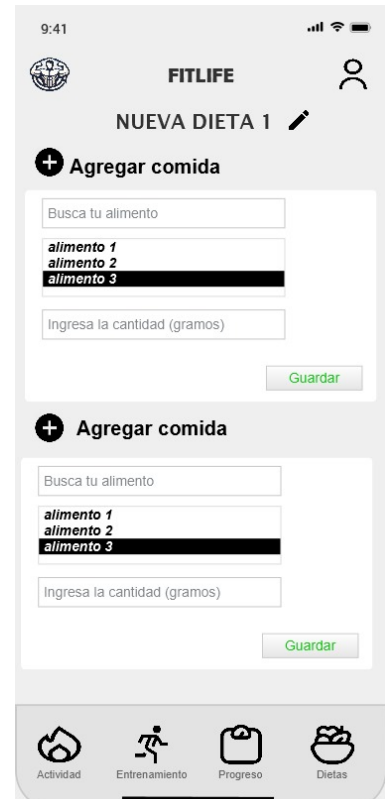 9:41
FITLIFE
NUEVA DIETA 1
Agregar comida
Busca tu alimento
alimento 1
alimento 2
alimento 3
Ingresa la cantidad (gramos)
Guardar
Agregar comida
Busca tu alimento
alimento 1
alimento 2
alimento 3
Ingresa la cantidad (gramos)
Guardar
Actividad Entrenamiento Progreso Dietas